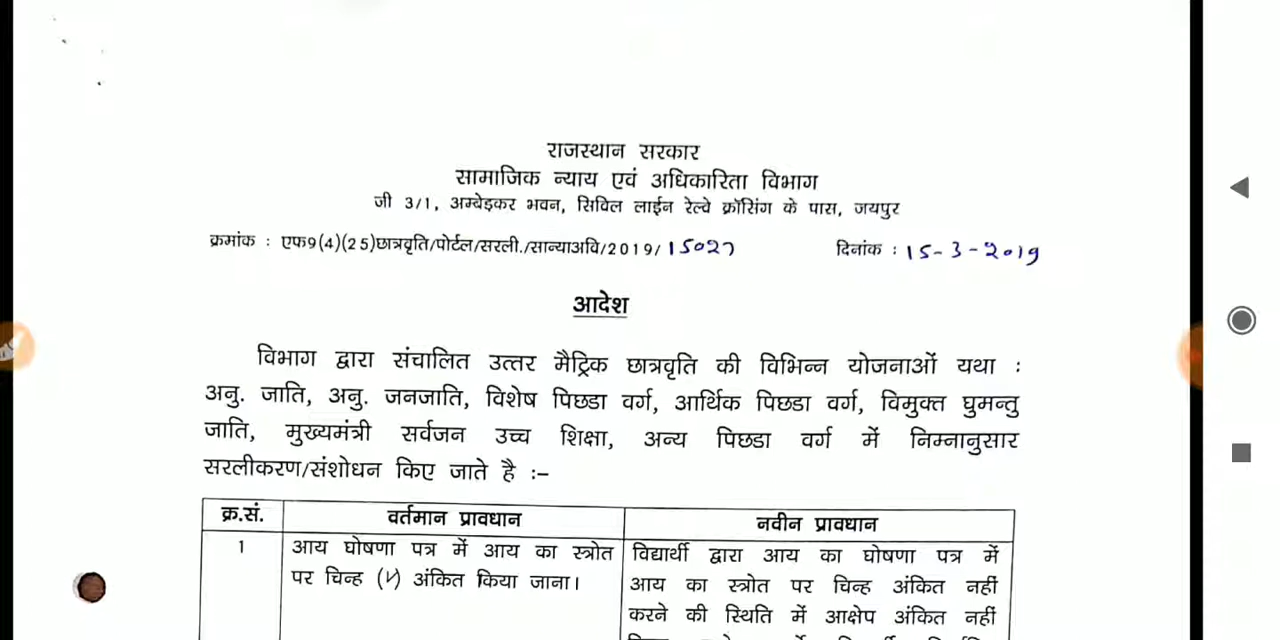 राजस्थान सरकार
सामाजिक न्याय एवं अधिकारिता विभाग
जी 3/1, अम्बेडकर भवन, सिविल लाईन रेल्वे क्रॉसिंग के पास, जयपुर
क्रमांक : एफ9(4)(25)छात्रवृति/पोर्टल/सरली./सान्याअवि/2019/15027 दिनांक : 15-3-2019
आदेश
विभाग द्वारा संचालित उत्तर मैट्रिक छात्रवृति की विभिन्न योजनाओं यथा :
अनु. जाति, अनु. जनजाति, विशेष पिछडा वर्ग, आर्थिक पिछडा वर्ग, विमुक्त घुमन्तु
जाति, मुख्यमंत्री सर्वजन उच्च शिक्षा, अन्य पिछडा वर्ग में निम्नानुसार
सरलीकरण/संशोधन किए जाते है :–
क्र.सं. वर्तमान प्रावधान नवीन प्रावधान
1 आय घोषणा पत्र में आय का स्त्रोत विद्यार्थी द्वारा आय का घोषणा पत्र में
पर चिन्ह (√) अंकित किया जाना। आय का स्त्रोत पर चिन्ह अंकित नहीं
करने की स्थिति में आक्षेप अंकित नहीं